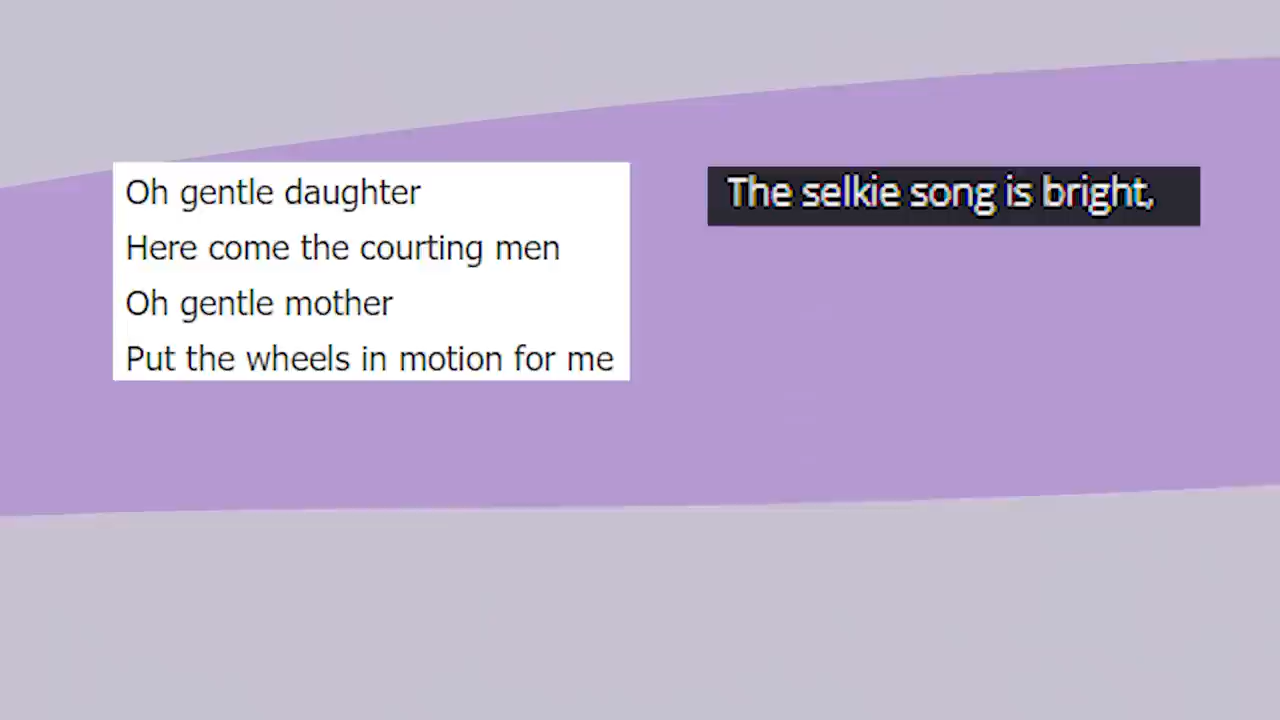 Oh gentle daughter
Here come the courting men
Oh gentle mother
Put the wheels in motion for me
The selkie song is bright,